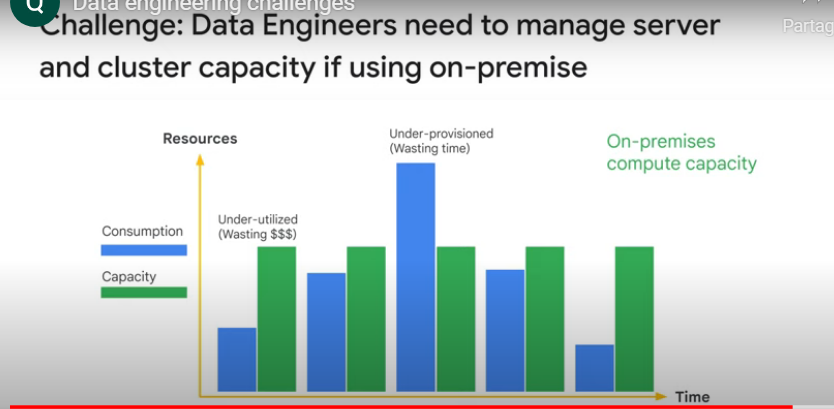 Q
Data engineering challenges
Challenge: Data Engineers need to manage server
and cluster capacity if using on-premise
Partag
Resources
Under-provisioned
(Wasting time)
On-premises
compute capacity
Consumption
Under-utilized
(Wasting $$$)
Capacity
Time